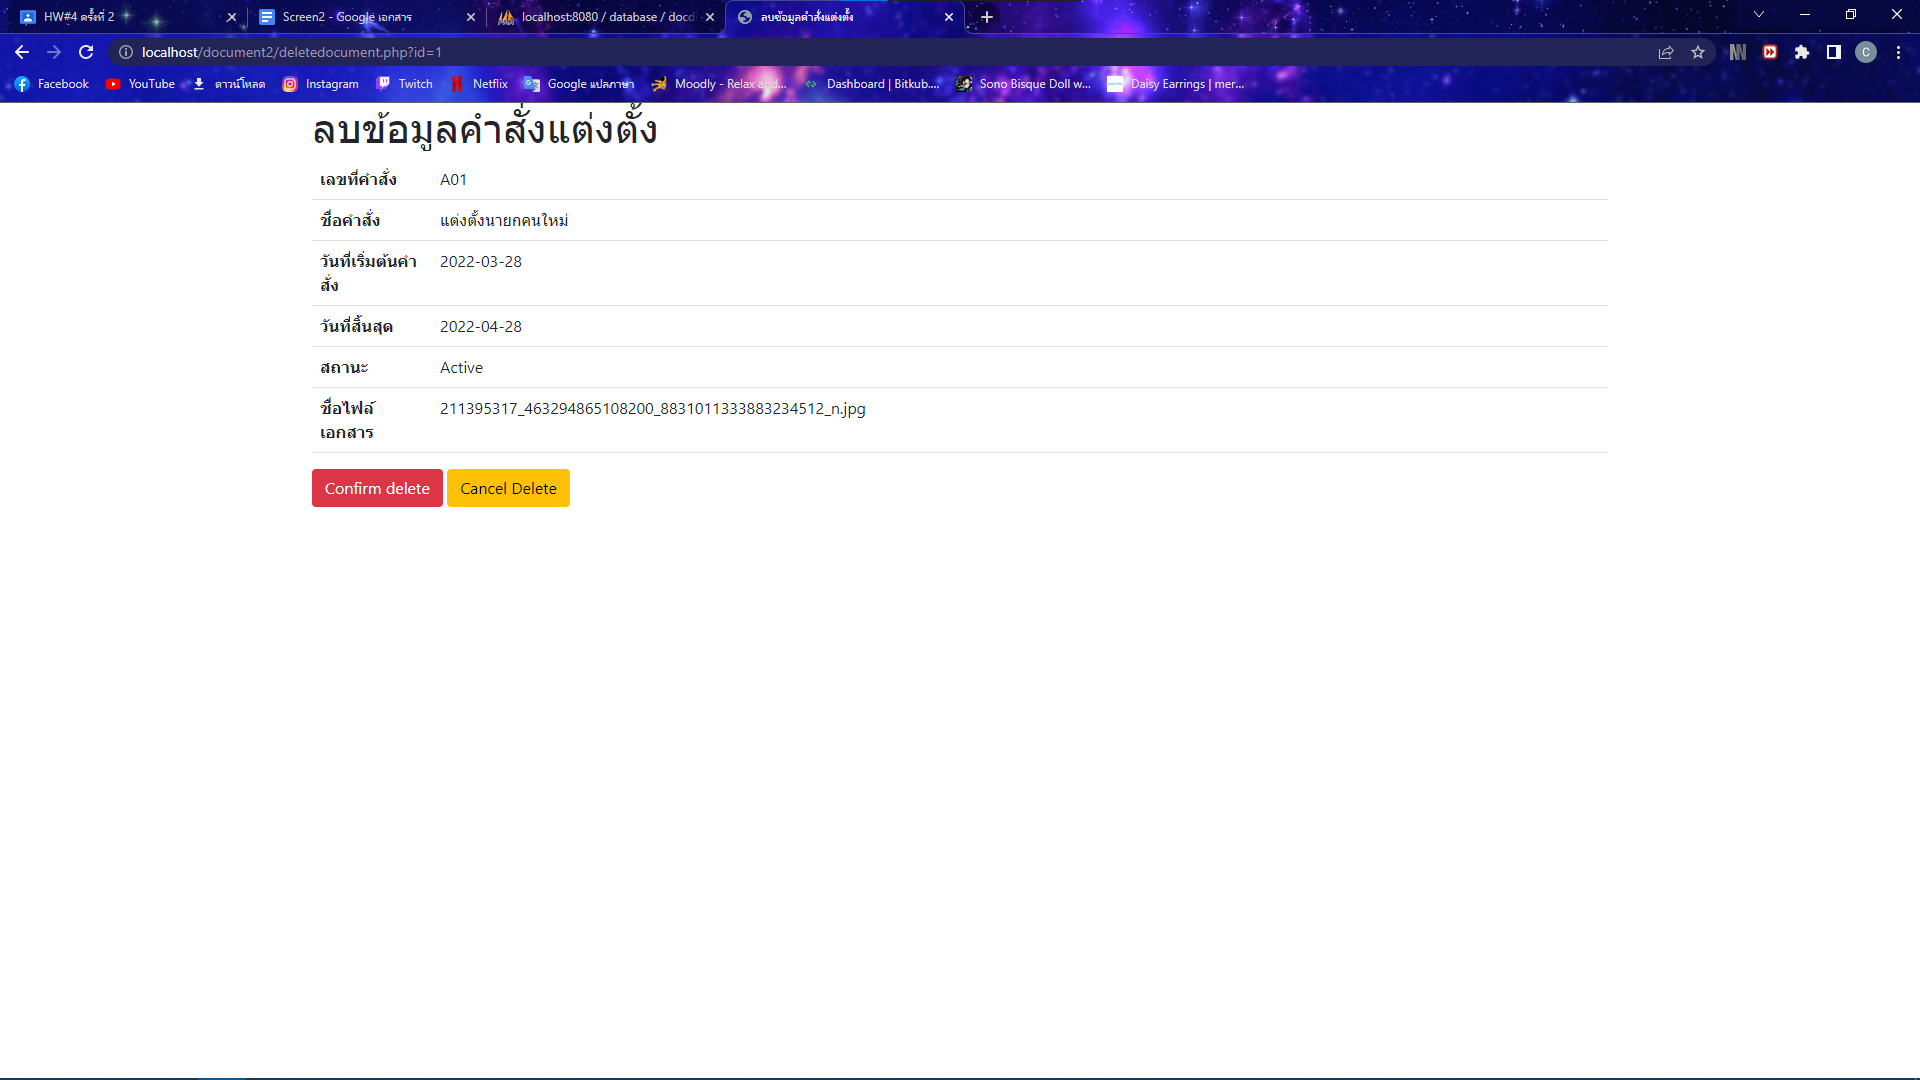 HW#4 ครั้งที่ 2
Screen2 - Google เอกสาร
localhost:8080 / database / docd
ลบข้อมูลคำสั่งแต่งตั้ง
localhost/document2/deletedocument.php?id=1
C
Facebook
YouTube
ดาวน์โหลด
Instagram
Twitch
Netflix
Google แปลภาษา
Moodly - Relax and...
Dashboard | Bitkub....
Sono Bisque Doll w...
Daisy Earrings | mer...
ลบข้อมูลคำสั่งแต่งตั้ง
เลขที่คำสั่ง A01
ชื่อคำสั่ง แต่งตั้งนายกคนใหม่
วันที่เริ่มต้นคำ 2022-03-28
สั่ง
วันที่สิ้นสุด 2022-04-28
สถานะ Active
ชื่อไฟล์ 211395317_463294865108200_8831011333883234512_n.jpg
เอกสาร
Confirm delete Cancel Delete